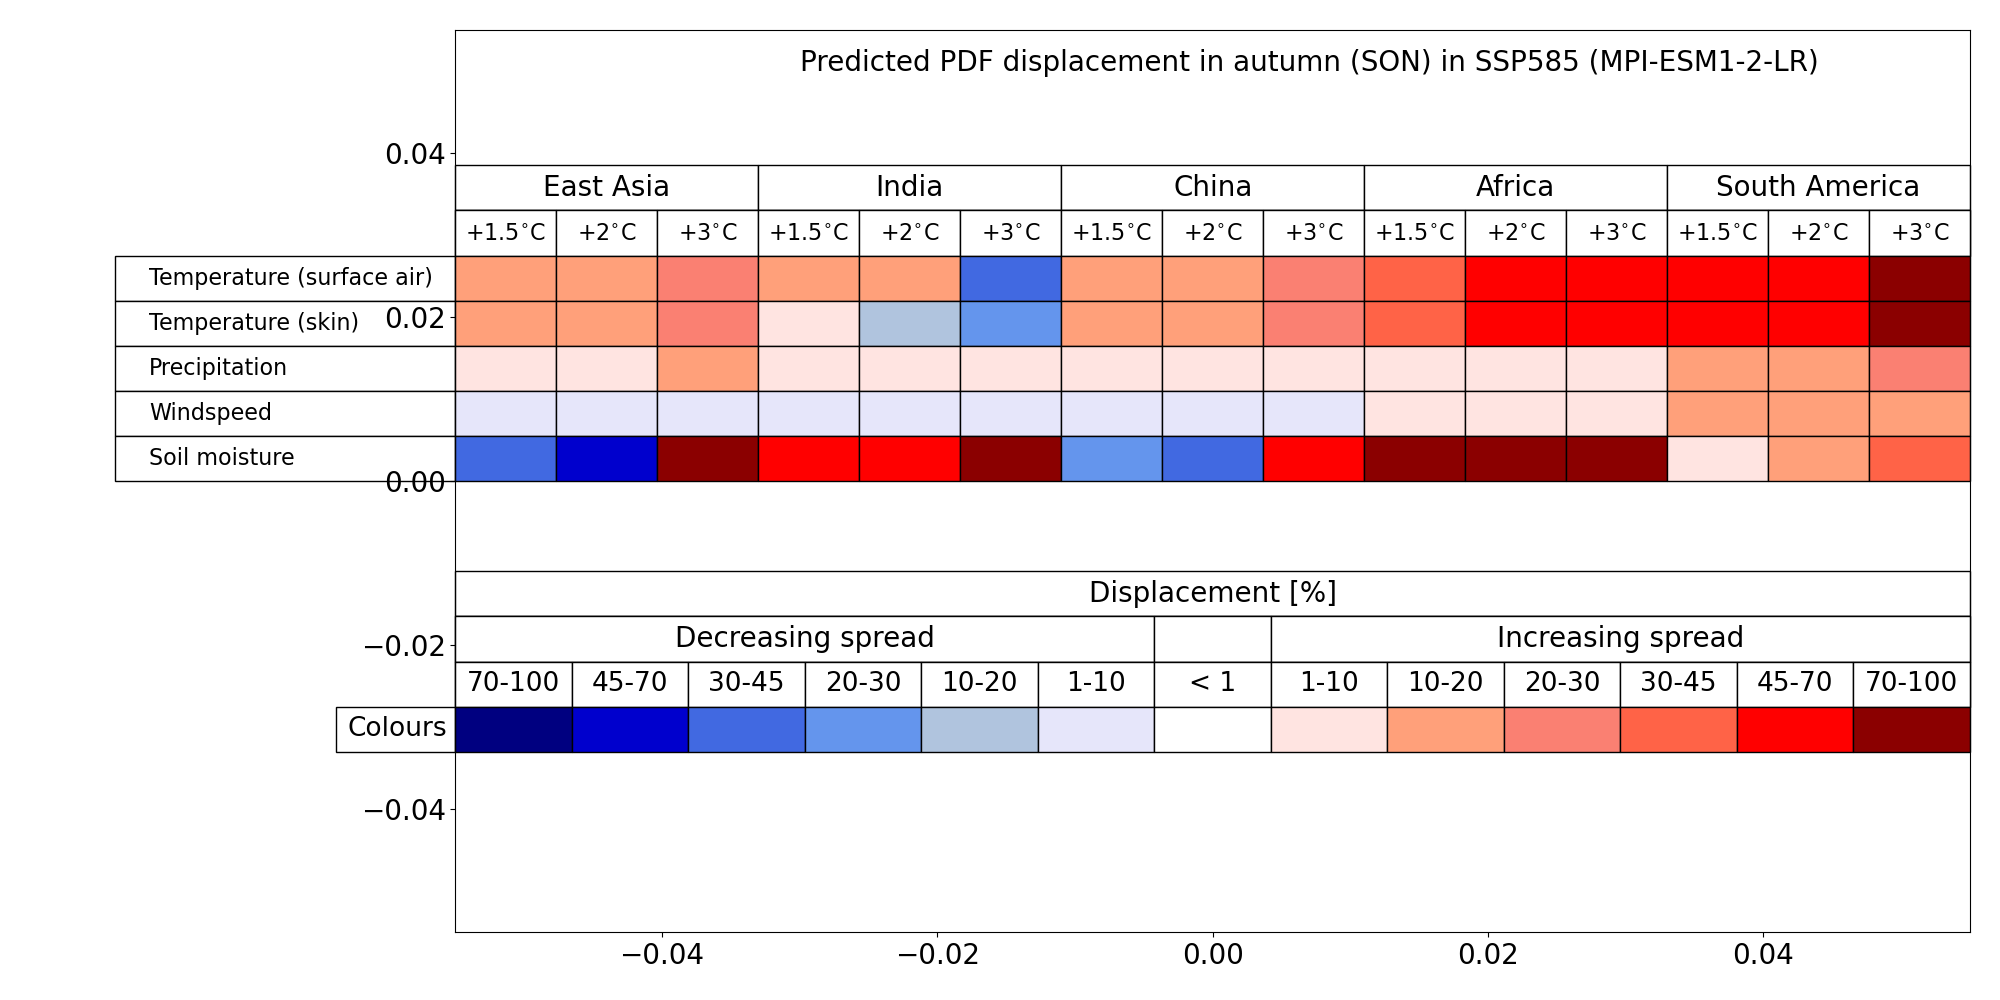 Predicted PDF displacement in autumn (SON) in SSP585 (MPI-ESM1-2-LR)
0.04
East Asia India China Africa South America
+1.5°C +2°C +3°C +1.5°C +2°C +3°C +1.5°C +2°C +3°C +1.5°C +2°C +3°C +1.5°C +2°C +3°C
Temperature (surface air)
Temperature (skin) 0.02
Precipitation
Windspeed
Soil moisture
0.00
Displacement [%]
−0.02 Decreasing spread Increasing spread
70-100 45-70 30-45 20-30 10-20 1-10 < 1 1-10 10-20 20-30 30-45 45-70 70-100
Colours
−0.04
−0.04 −0.02 0.00 0.02 0.04